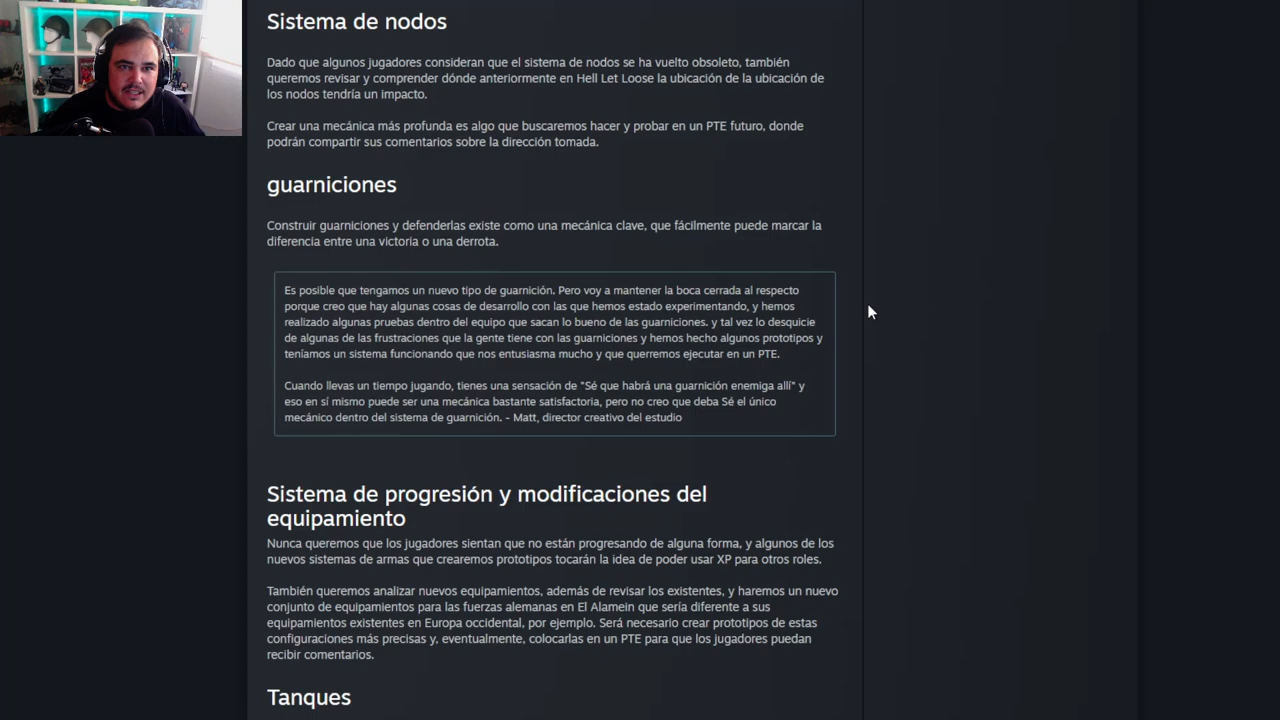 Sistema de nodos
Dado que algunos jugadores consideran que el sistema de nodos se ha vuelto obsoleto, también
queremos revisar y comprender dónde anteriormente en Hell Let Loose la ubicación de la ubicación de
los nodos tendría un impacto.
Crear una mecánica más profunda es algo que buscaremos hacer y probar en un PTE futuro, donde
podrán compartir sus comentarios sobre la dirección tomada.
guarniciones
Construir guarniciones y defenderlas existe como una mecánica clave, que fácilmente puede marcar la
diferencia entre una victoria o una derrota.
Es posible que tengamos un nuevo tipo de guarnición. Pero voy a mantener la boca cerrada al respecto
porque creo que hay algunas cosas de desarrollo con las que hemos estado experimentando, y hemos
realizado algunas pruebas dentro del equipo que sacan lo bueno de las guarniciones. y tal vez lo desquicie
de algunas de las frustraciones que la gente tiene con las guarniciones y hemos hecho algunos prototipos y
teníamos un sistema funcionando que nos entusiasma mucho y que querremos ejecutar en un PTE.
Cuando llevas un tiempo jugando, tienes una sensación de "Sé que habrá una guarnición enemiga allí" y
eso en sí mismo puede ser una mecánica bastante satisfactoria, pero no creo que deba Sé el único
mecánico dentro del sistema de guarnición. - Matt, director creativo del estudio
Sistema de progresión y modificaciones del
equipamiento
Nunca queremos que los jugadores sientan que no están progresando de alguna forma, y algunos de los
nuevos sistemas de armas que crearemos prototipos tocarán la idea de poder usar XP para otros roles.
También queremos analizar nuevos equipamientos, además de revisar los existentes, y haremos un nuevo
conjunto de equipamientos para las fuerzas alemanas en El Alamein que sería diferente a sus
equipamientos existentes en Europa occidental, por ejemplo. Será necesario crear prototipos de estas
configuraciones más precisas y, eventualmente, colocarlas en un PTE para que los jugadores puedan
recibir comentarios.
Tanques